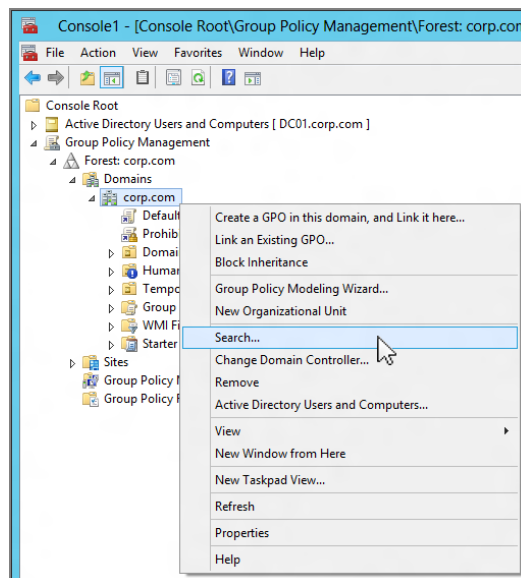 Console1 - [Console Root\Group Policy Management\Forest: corp.com
File Action View Favorites Window Help
Console Root
Active Directory Users and Computers [ DC01.corp.com ]
Group Policy Management
Forest: corp.com
Domains
corp.com
Default
Prohib
Domai
Human
Tempo
Group
WMI Fi
Starter
Sites
Group Policy M
Group Policy R
Create a GPO in this domain, and Link it here...
Link an Existing GPO...
Block Inheritance
Group Policy Modeling Wizard...
New Organizational Unit
Search...
Change Domain Controller...
Remove
Active Directory Users and Computers...
View
New Window from Here
New Taskpad View...
Refresh
Properties
Help